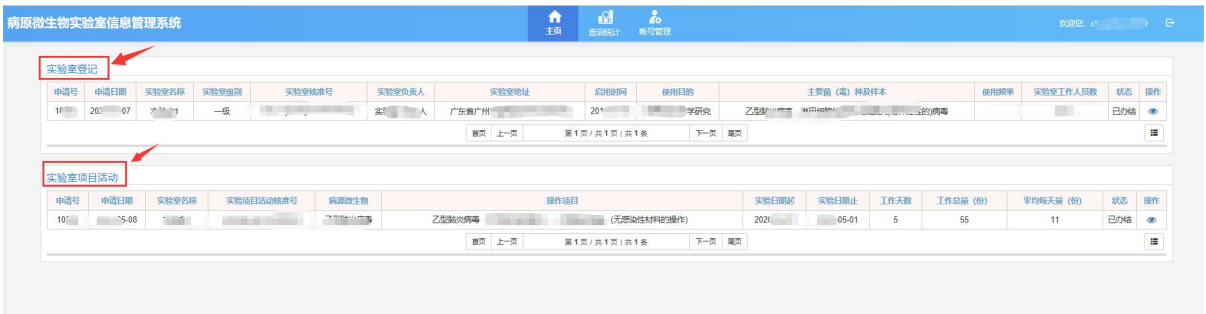 病原微生物实验室信息管理系统 主页 查询统计 帐号管理 欢迎您,
实验室登记
申请号 申请日期 实验室名称 实验室级别 实验室核准号 实验室负责人 实验室地址 启用时间 使用目的 主要菌（毒）种及样本 使用频率 实验室工作人员数 状态 操作
一级 广东省广州 学研究 乙型脑炎病毒 病毒 已办结
首页 上一页 第 1 页 / 共 1 页 | 共 1 条 下一页 尾页
实验室项目活动
申请号 申请日期 实验室名称 实验项目活动核准号 病原微生物 操作项目 实验日期起 实验日期止 工作天数 工作总量（份） 平均每天量（份） 状态 操作
05-08 乙型脑炎病毒 （无感染性材料的操作） 2020 05-01 5 55 11 已办结
首页 上一页 第 1 页 / 共 1 页 | 共 1 条 下一页 尾页